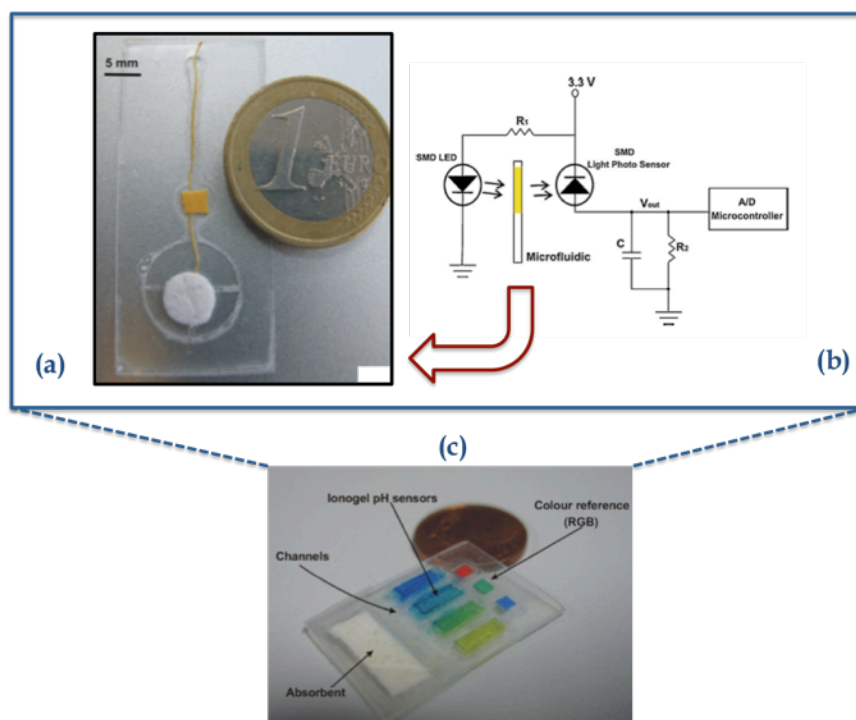 5 mm
1
EURO
(a)
3.3 V
R1
SMD LED
SMD
Light Photo Sensor
Vout
A/D
Microcontroller
C
R2
Microfluidic
(b)
(c)
Ionogel pH sensors
Colour reference
(RGB)
Channels
Absorbent